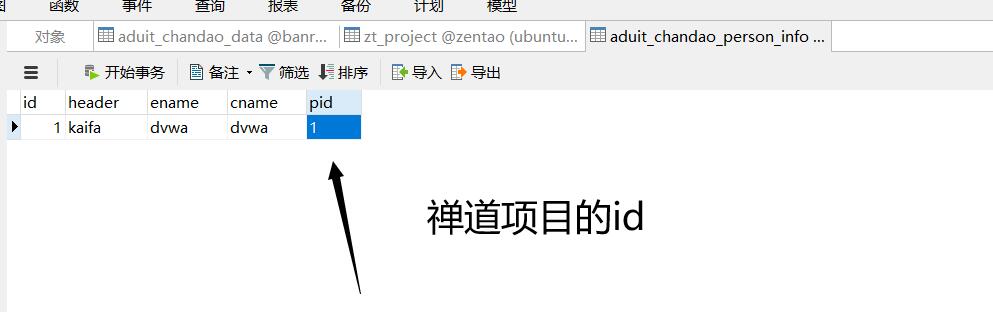 函数 事件 查询 报表 备份 计划 模型
对象 aduit_chandao_data @banr... zt_project @zentao (ubuntu... aduit_chandao_person_info ...
开始事务 备注 筛选 排序 导入 导出
id header ename cname pid
1 kaifa dvwa dvwa 1
禅道项目的id